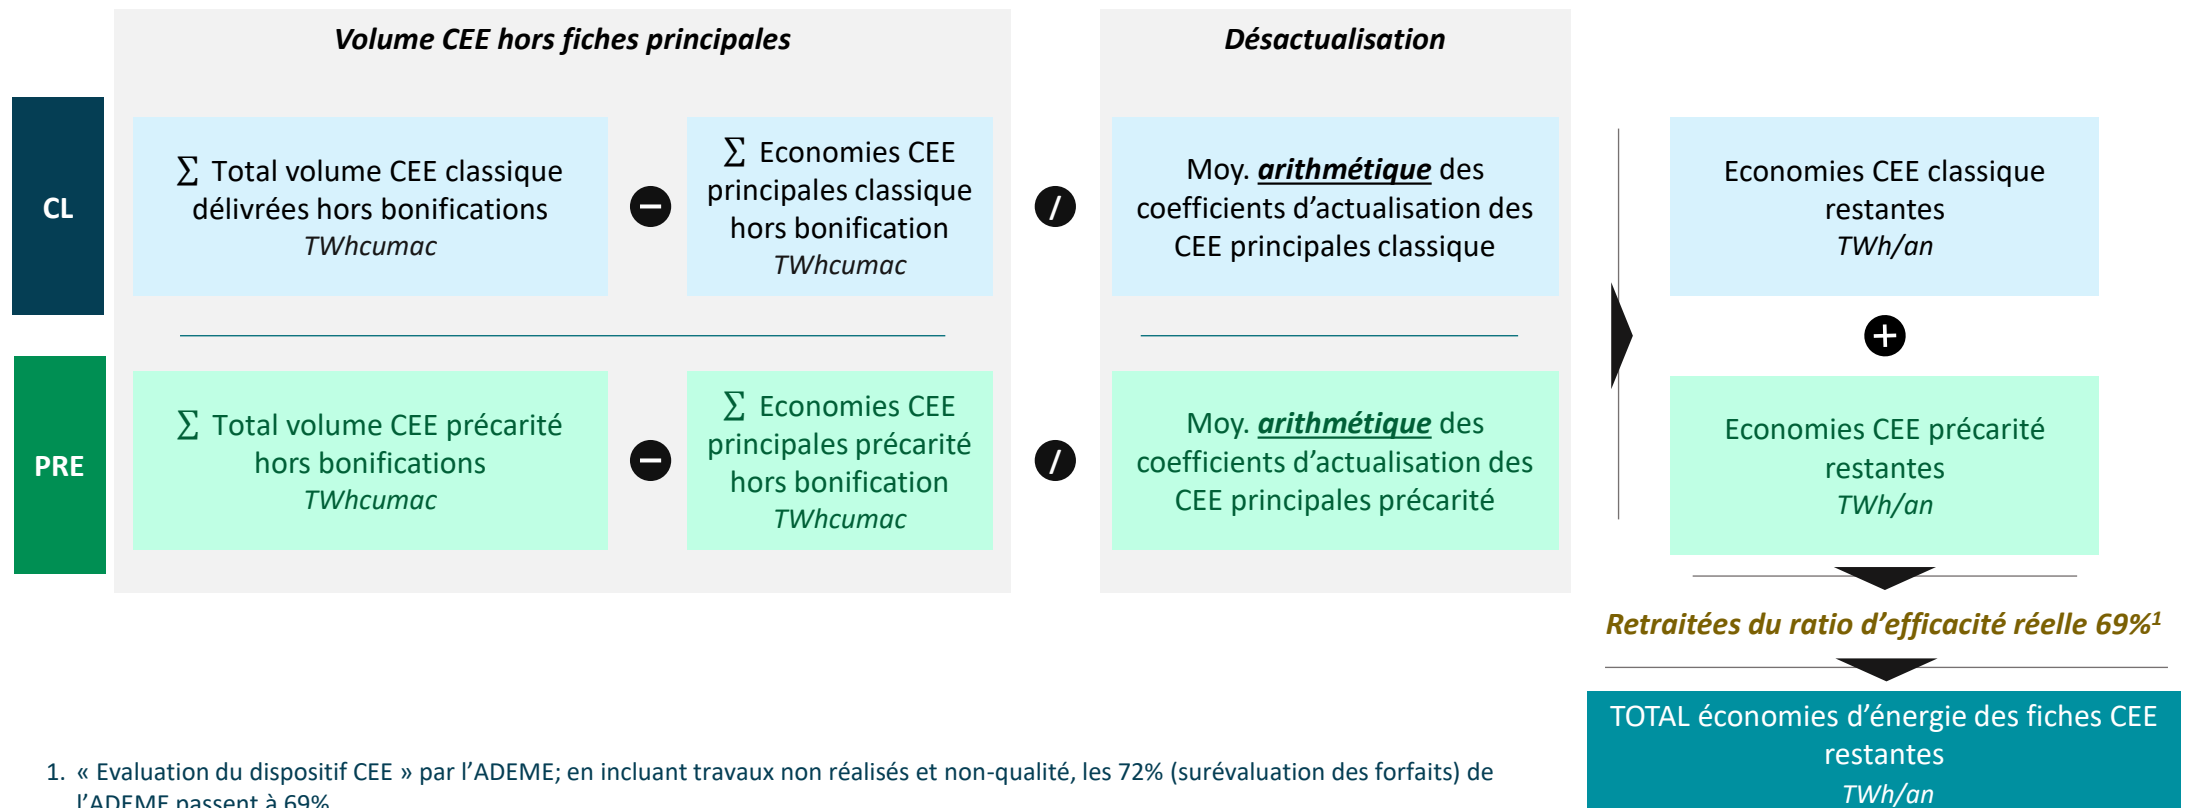 Volume CEE hors fiches principales
Désactualisation
CL
∑ Total volume CEE classique
délivrées hors bonifications
TWhcumac
−
∑ Economies CEE
principales classique
hors bonification
TWhcumac
/
Moy. arithmétique des
coefficients d’actualisation des
CEE principales classique
Economies CEE classique
restantes
TWh/an
+
PRE
∑ Total volume CEE précarité
hors bonifications
TWhcumac
−
∑ Economies CEE
principales précarité
hors bonification
TWhcumac
/
Moy. arithmétique des
coefficients d’actualisation des
CEE principales précarité
Economies CEE précarité
restantes
TWh/an
Retraitées du ratio d’efficacité réelle 69%¹
TOTAL économies d’énergie des fiches CEE
restantes
TWh/an
1. « Evaluation du dispositif CEE » par l’ADEME; en incluant travaux non réalisés et non-qualité, les 72% (surévaluation des forfaits) de
l’ADEME passent à 69%